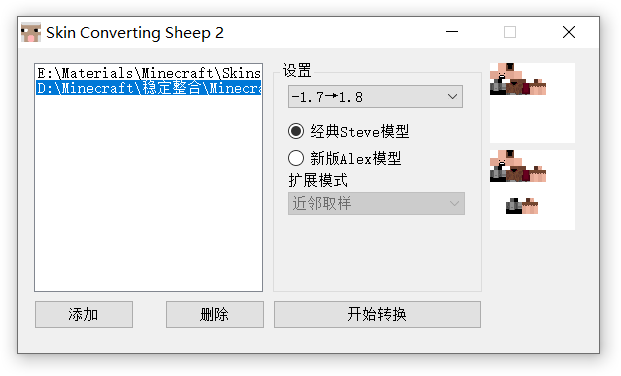 Skin Converting Sheep 2
E:\Materials\Minecraft\Skins
D:\Minecraft\稳定整合\Minecra
设置
-1.7→1.8
经典Steve模型
新版Alex模型
扩展模式
近邻取样
添加
删除
开始转换